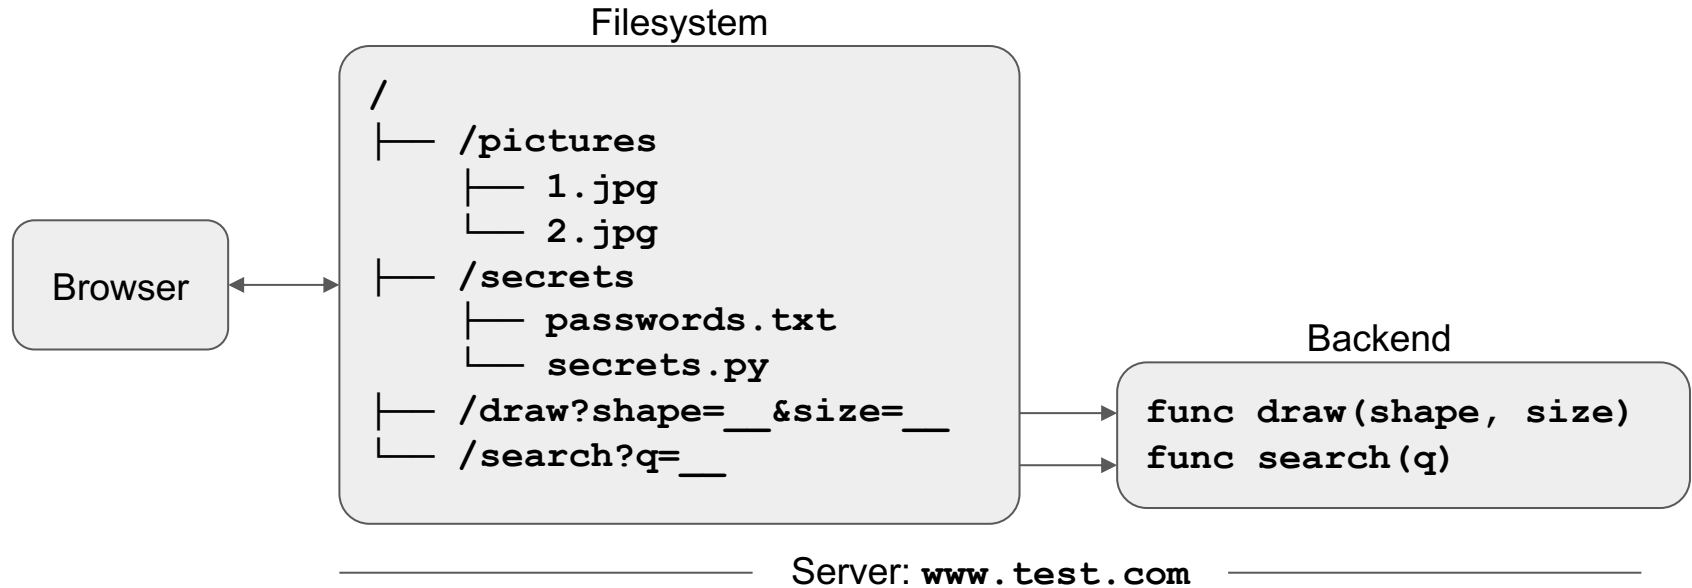 Filesystem
/
├── /pictures
├── 1.jpg
└── 2.jpg
├── /secrets
├── passwords.txt
└── secrets.py
├── /draw?shape=__&size=__
└── /search?q=__
Browser
Backend
func draw(shape, size)
func search(q)
Server: www.test.com